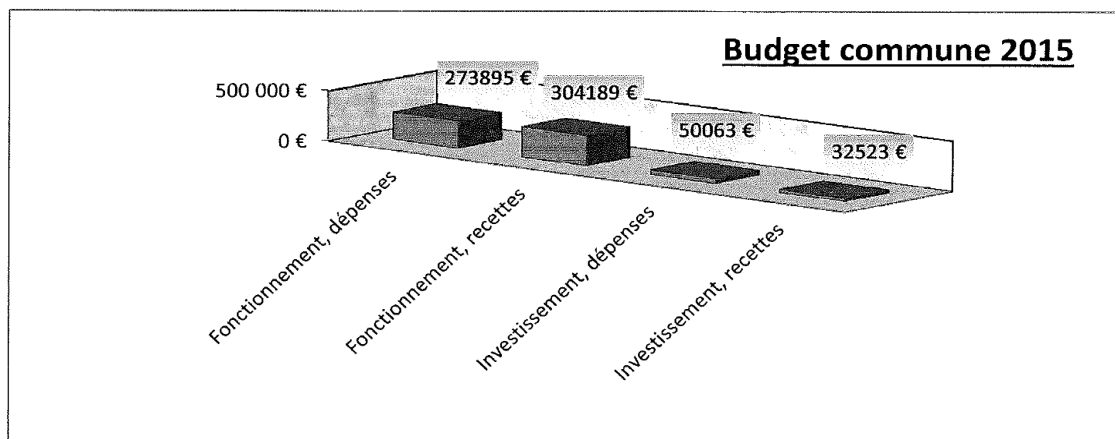 Budget commune 2015
500 000 €
0 €
273895 €
304189 €
50063 €
32523 €
Fonctionnement, dépenses
Fonctionnement, recettes
Investissement, dépenses
Investissement, recettes